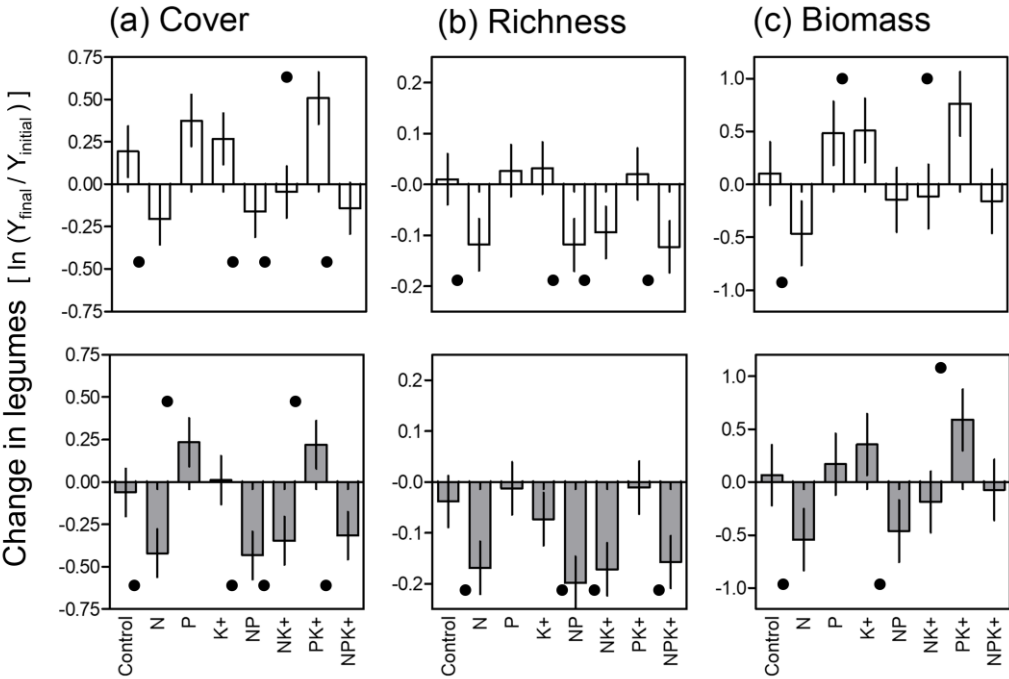 (a) Cover
(b) Richness
(c) Biomass
Change in legumes [ ln (Y_final / Y_initial) ]
0.75
0.50
0.25
0.00
-0.25
-0.50
-0.75
0.2
0.1
-0.0
-0.1
-0.2
1.0
0.5
0.0
-0.5
-1.0
0.75
0.50
0.25
0.00
-0.25
-0.50
-0.75
0.2
0.1
-0.0
-0.1
-0.2
1.0
0.5
0.0
-0.5
-1.0
Control
N
P
K+
NP
NK+
PK+
NPK+
Control
N
P
K+
NP
NK+
PK+
NPK+
Control
N
P
K+
NP
NK+
PK+
NPK+